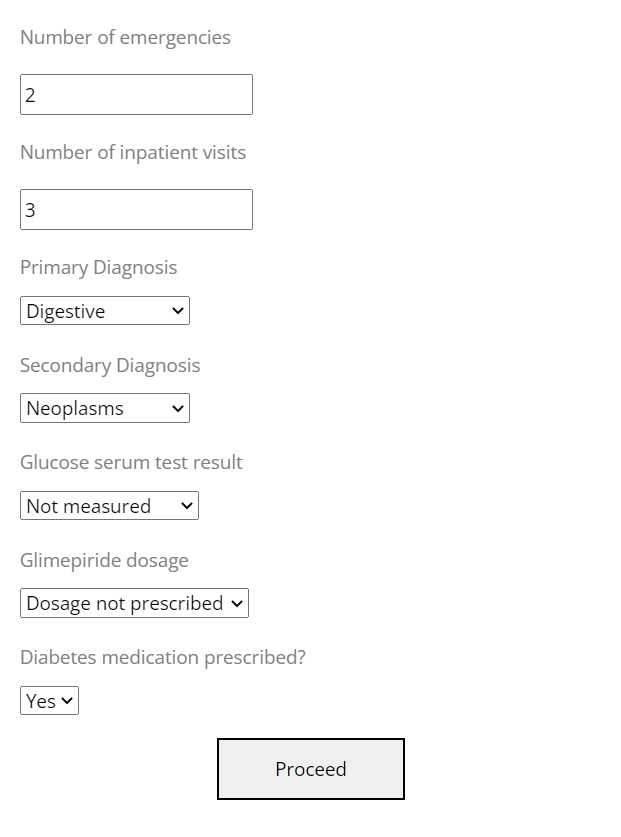 Number of emergencies
2
Number of inpatient visits
3
Primary Diagnosis
Digestive
Secondary Diagnosis
Neoplasms
Glucose serum test result
Not measured
Glimepiride dosage
Dosage not prescribed
Diabetes medication prescribed?
Yes
Proceed